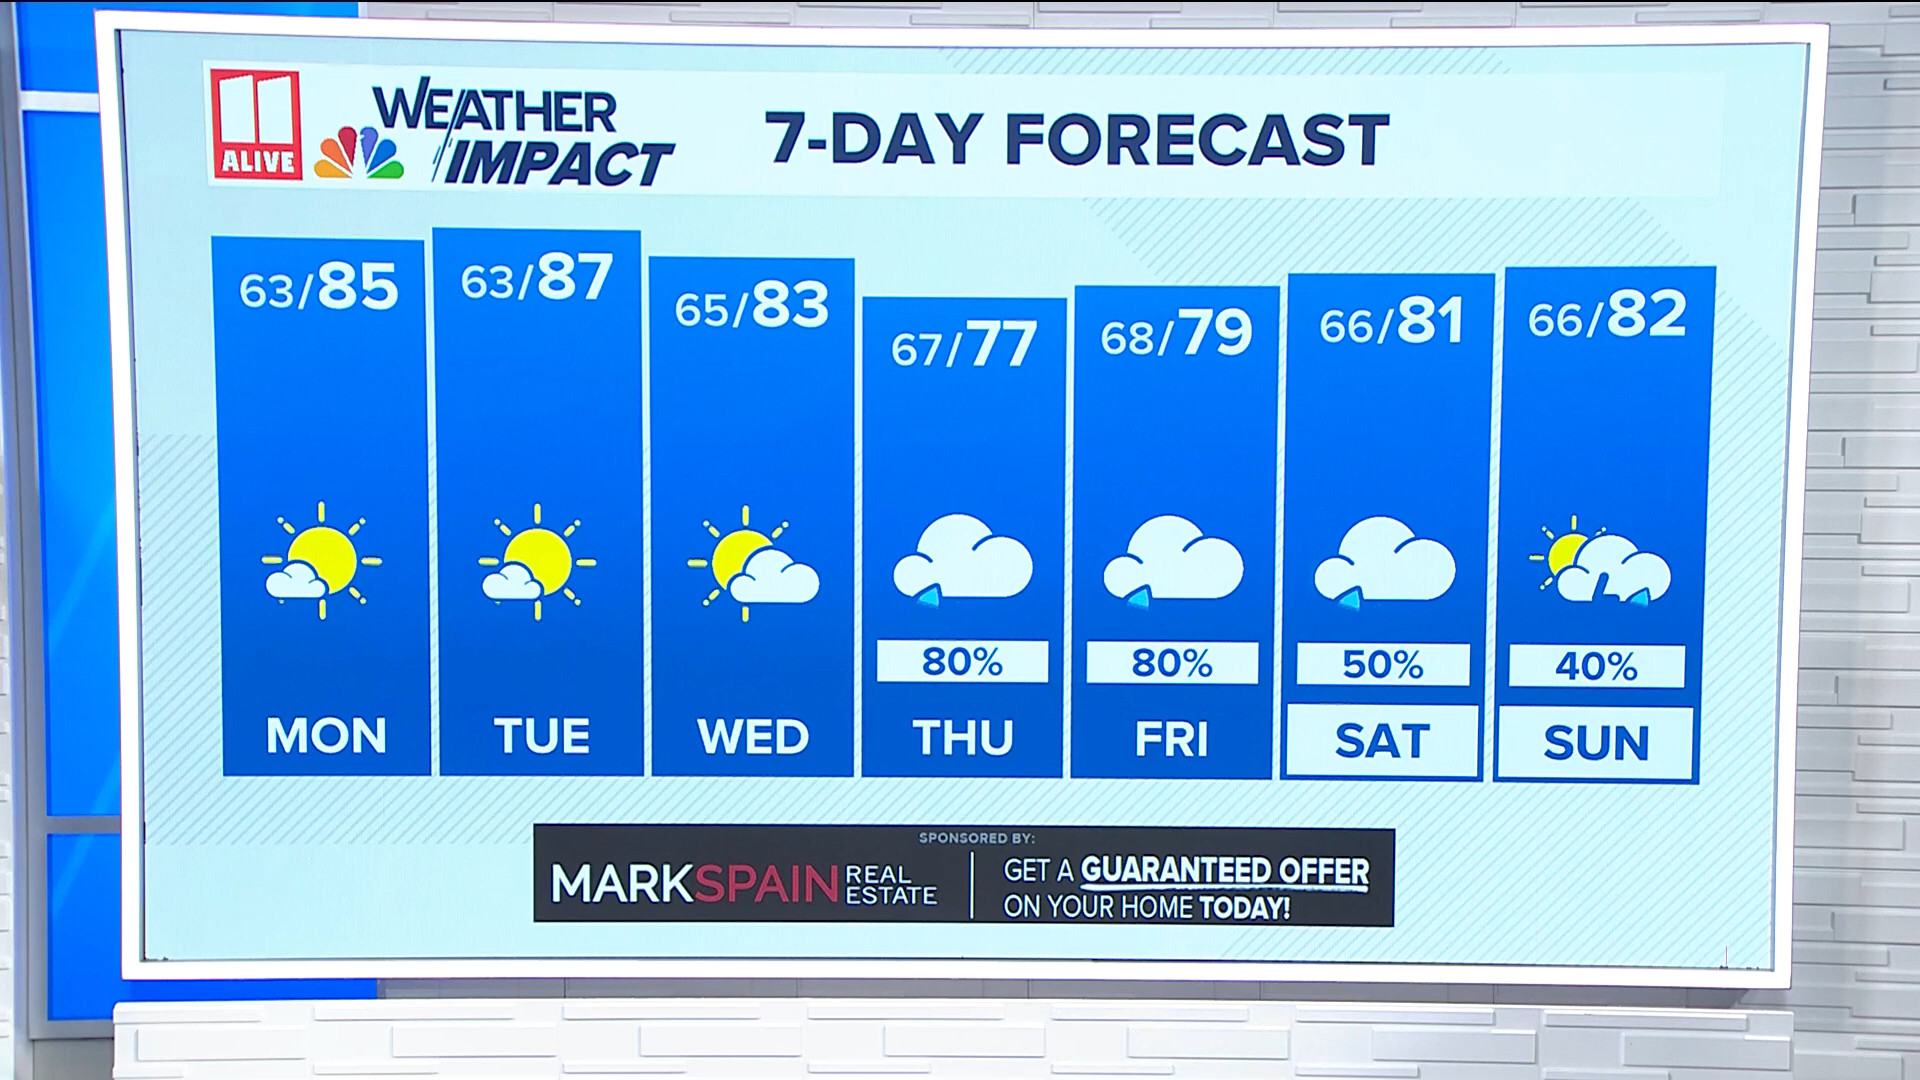 11
ALIVE
WEATHER
IMPACT
7-DAY FORECAST
63/85
63/87
65/83
67/77
68/79
66/81
66/82
80%
80%
50%
40%
MON
TUE
WED
THU
FRI
SAT
SUN
SPONSORED BY:
MARKSPAIN REAL ESTATE
GET A GUARANTEED OFFER
ON YOUR HOME TODAY!